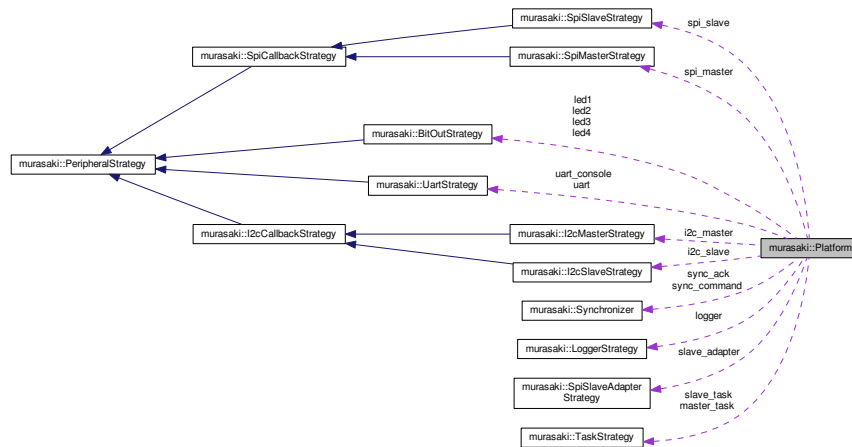 murasaki::SpiSlaveStrategy
spi_slave
murasaki::SpiCallbackStrategy
murasaki::SpiMasterStrategy
spi_master
led1
led2
led3
led4
murasaki::BitOutStrategy
murasaki::PeripheralStrategy
uart_console
uart
murasaki::UartStrategy
murasaki::I2cCallbackStrategy
murasaki::I2cMasterStrategy
i2c_master
murasaki::Platform
i2c_slave
murasaki::I2cSlaveStrategy
sync_ack
sync_command
murasaki::Synchronizer
logger
murasaki::LoggerStrategy
slave_adapter
murasaki::SpiSlaveAdapter
Strategy
slave_task
master_task
murasaki::TaskStrategy